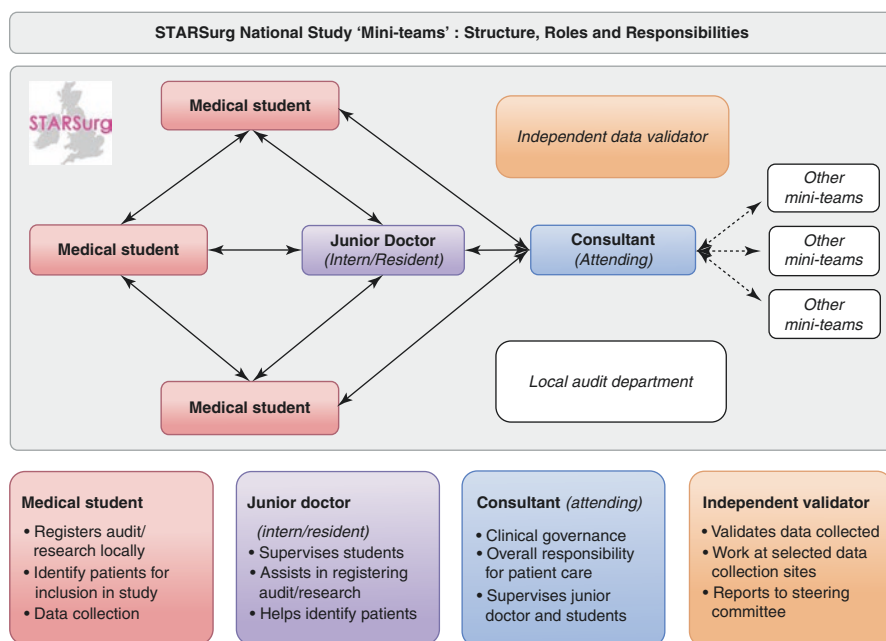 STARSurg National Study ‘Mini-teams’ : Structure, Roles and Responsibilities
STARSurg
Medical student
Independent data validator
Other
mini-teams
Medical student
Junior Doctor
(Intern/Resident)
Consultant
(Attending)
Other
mini-teams
Other
mini-teams
Medical student
Local audit department
Medical student
• Registers audit/
research locally
• Identify patients for
inclusion in study
• Data collection
Junior doctor
(intern/resident)
• Supervises students
• Assists in registering
audit/research
• Helps identify patients
Consultant (attending)
• Clinical governance
• Overall responsibility
for patient care
• Supervises junior
doctor and students
Independent validator
• Validates data collected
• Work at selected data
collection sites
• Reports to steering
committee